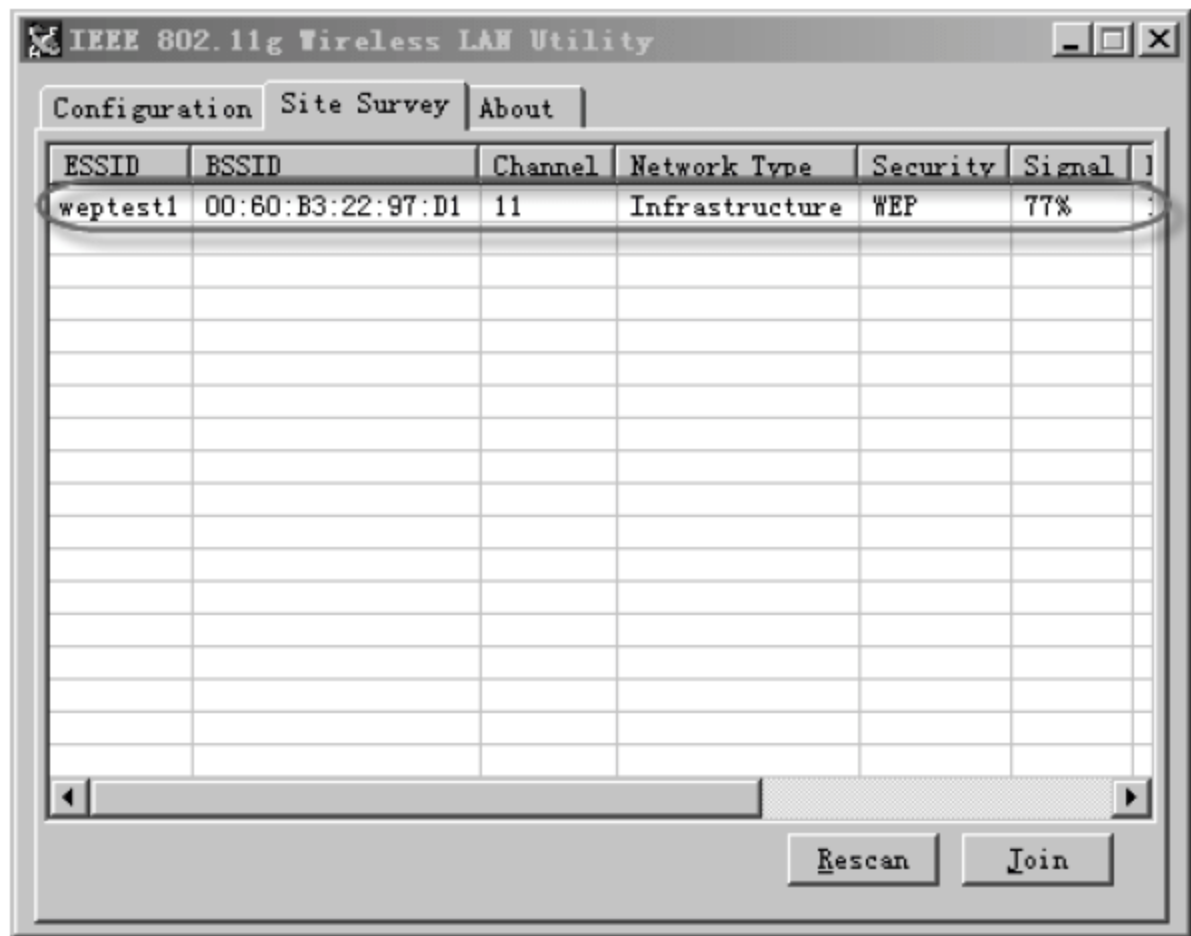 IEEE 802.11g Wireless LAN Utility
Configuration Site Survey About
ESSID BSSID Channel Network Type Security Signal
weptest1 00:60:B3:22:97:D1 11 Infrastructure WEP 77%
Rescan Join